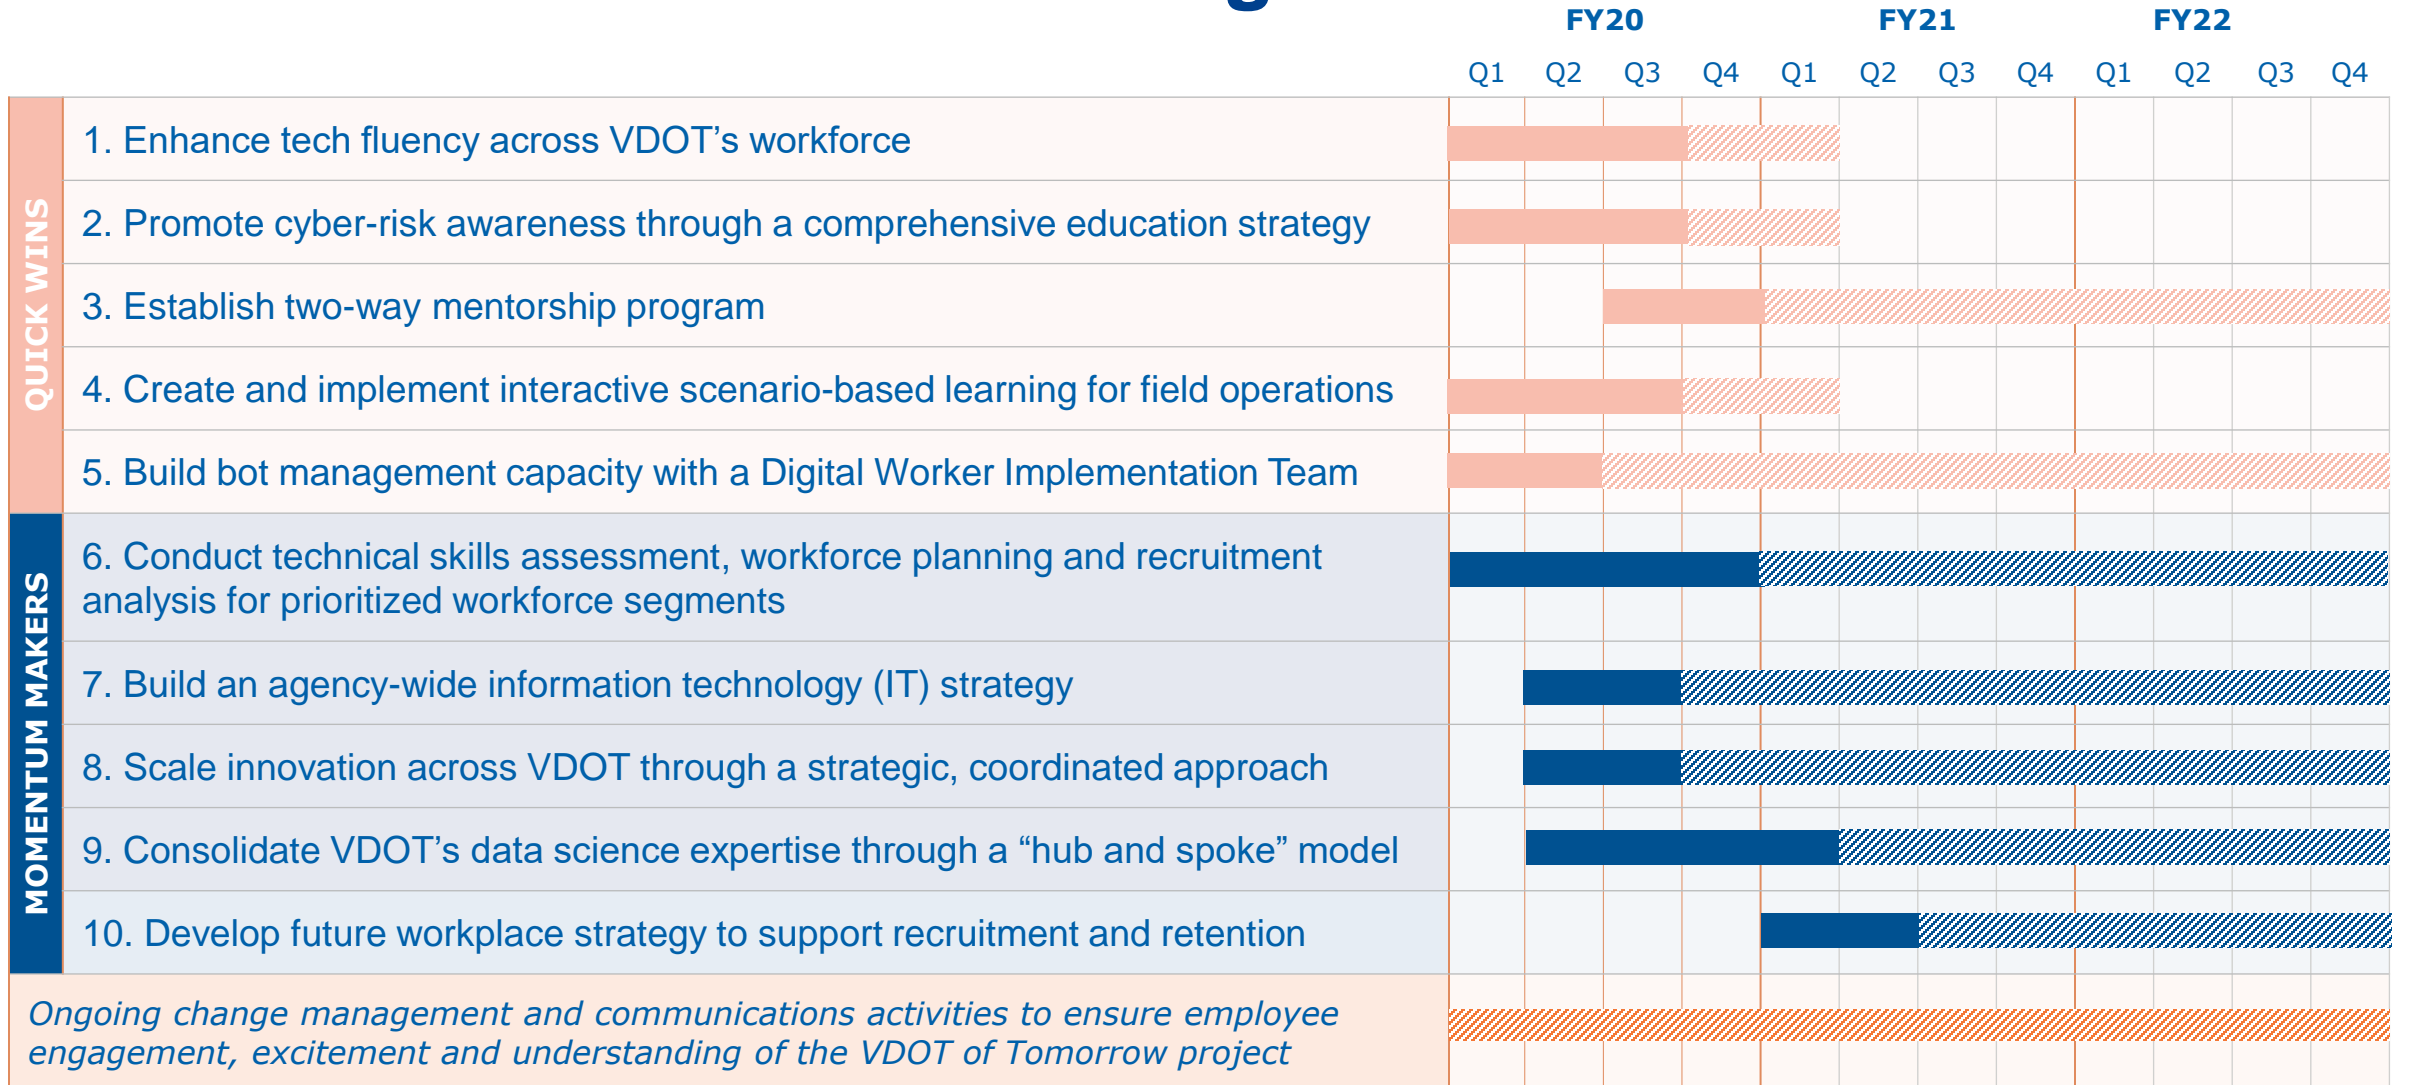 FY20 FY21 FY22
Q1 Q2 Q3 Q4 Q1 Q2 Q3 Q4 Q1 Q2 Q3 Q4
QUICK WINS
1. Enhance tech fluency across VDOT’s workforce
2. Promote cyber-risk awareness through a comprehensive education strategy
3. Establish two-way mentorship program
4. Create and implement interactive scenario-based learning for field operations
5. Build bot management capacity with a Digital Worker Implementation Team
MOMENTUM MAKERS
6. Conduct technical skills assessment, workforce planning and recruitment
analysis for prioritized workforce segments
7. Build an agency-wide information technology (IT) strategy
8. Scale innovation across VDOT through a strategic, coordinated approach
9. Consolidate VDOT’s data science expertise through a “hub and spoke” model
10. Develop future workplace strategy to support recruitment and retention
Ongoing change management and communications activities to ensure employee
engagement, excitement and understanding of the VDOT of Tomorrow project